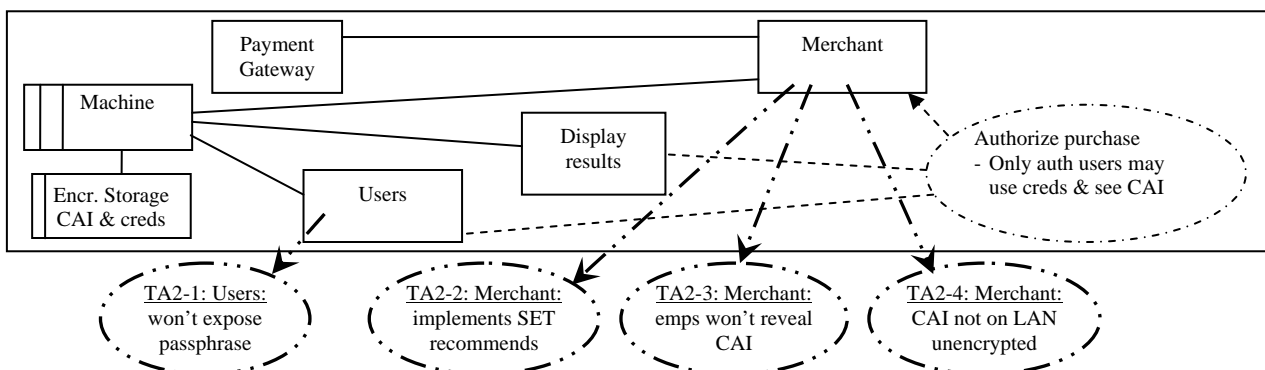 Payment
Gateway
Merchant
Machine
Display
results
Authorize purchase
- Only auth users may
use creds & see CAI
Encr. Storage
CAI & creds
Users
TA2-1: Users:
won't expose
passphrase
TA2-2: Merchant:
implements SET
recommends
TA2-3: Merchant:
emps won't reveal
CAI
TA2-4: Merchant:
CAI not on LAN
unencrypted